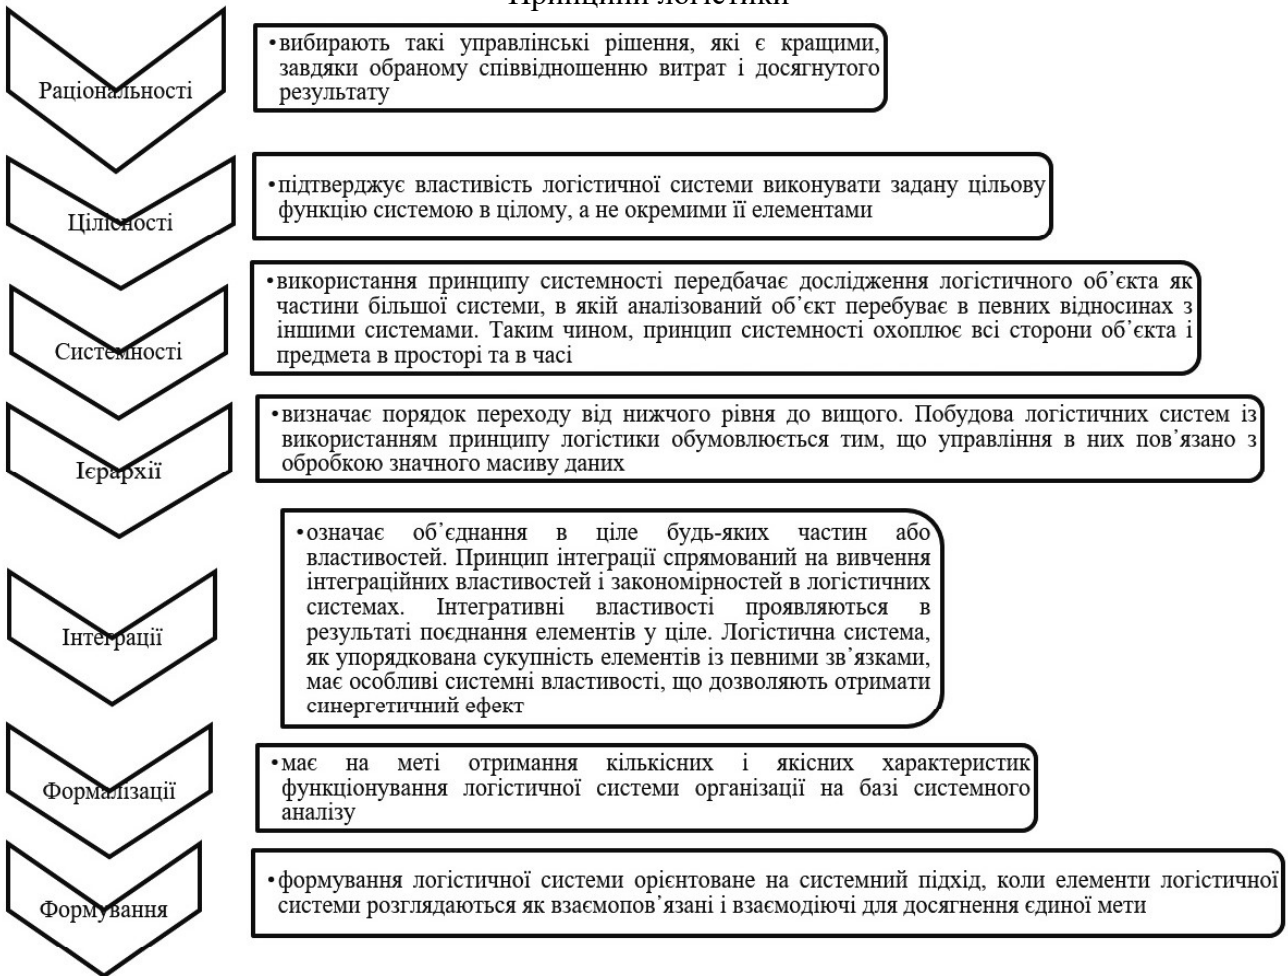 Принципи логістики
Раціональності
•вибирають такі управлінські рішення, які є кращими,
завдяки обраному співвідношенню витрат і досягнутого
результату
Цілісності
•підтверджує властивість логістичної системи виконувати задану цільову
функцію системою в цілому, а не окремими її елементами
Системності
•використання принципу системності передбачає дослідження логістичного об’єкта як
частини більшої системи, в якій аналізований об’єкт перебуває в певних відносинах з
іншими системами. Таким чином, принцип системності охоплює всі сторони об’єкта і
предмета в просторі та в часі
Ієрархії
•визначає порядок переходу від нижчого рівня до вищого. Побудова логістичних систем із
використанням принципу логістики обумовлюється тим, що управління в них пов’язано з
обробкою значного масиву даних
Інтеграції
•означає об’єднання в ціле будь-яких частин або
властивостей. Принцип інтеграції спрямований на вивчення
інтеграційних властивостей і закономірностей в логістичних
системах. Інтегративні властивості проявляються в
результаті поєднання елементів у ціле. Логістична система,
як упорядкована сукупність елементів із певними зв’язками,
має особливі системні властивості, що дозволяють отримати
синергетичний ефект
Формалізації
•має на меті отримання кількісних і якісних характеристик
функціонування логістичної системи організації на базі системного
аналізу
Формування
•формування логістичної системи орієнтоване на системний підхід, коли елементи логістичної
системи розглядаються як взаємопов’язані і взаємодіючі для досягнення єдиної мети